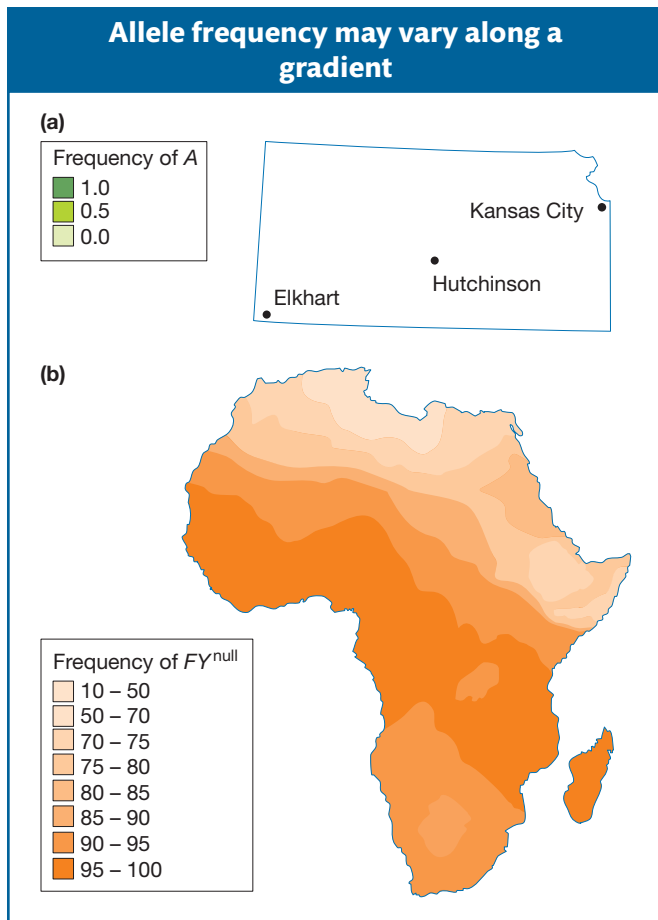 Allele frequency may vary along a
gradient
(a)
Frequency of A
1.0
0.5
0.0
Kansas City
Hutchinson
Elkhart
(b)
Frequency of FYnull
10 – 50
50 – 70
70 – 75
75 – 80
80 – 85
85 – 90
90 – 95
95 – 100